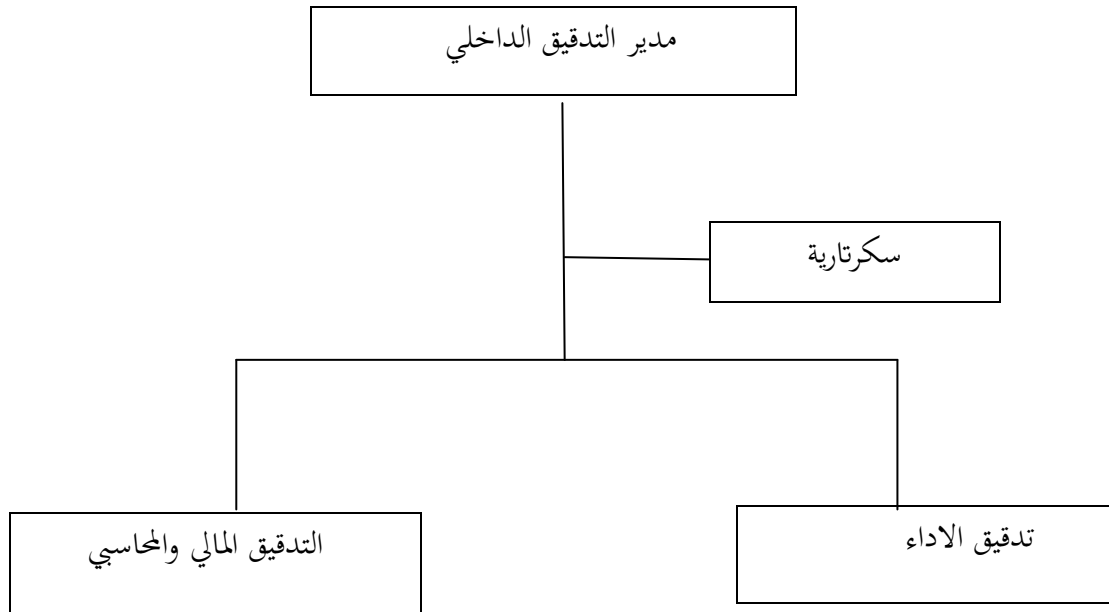 مدير التدقيق الداخلي
سكرتارية
تدقيق الاداء
التدقيق المالي والمحاسبي